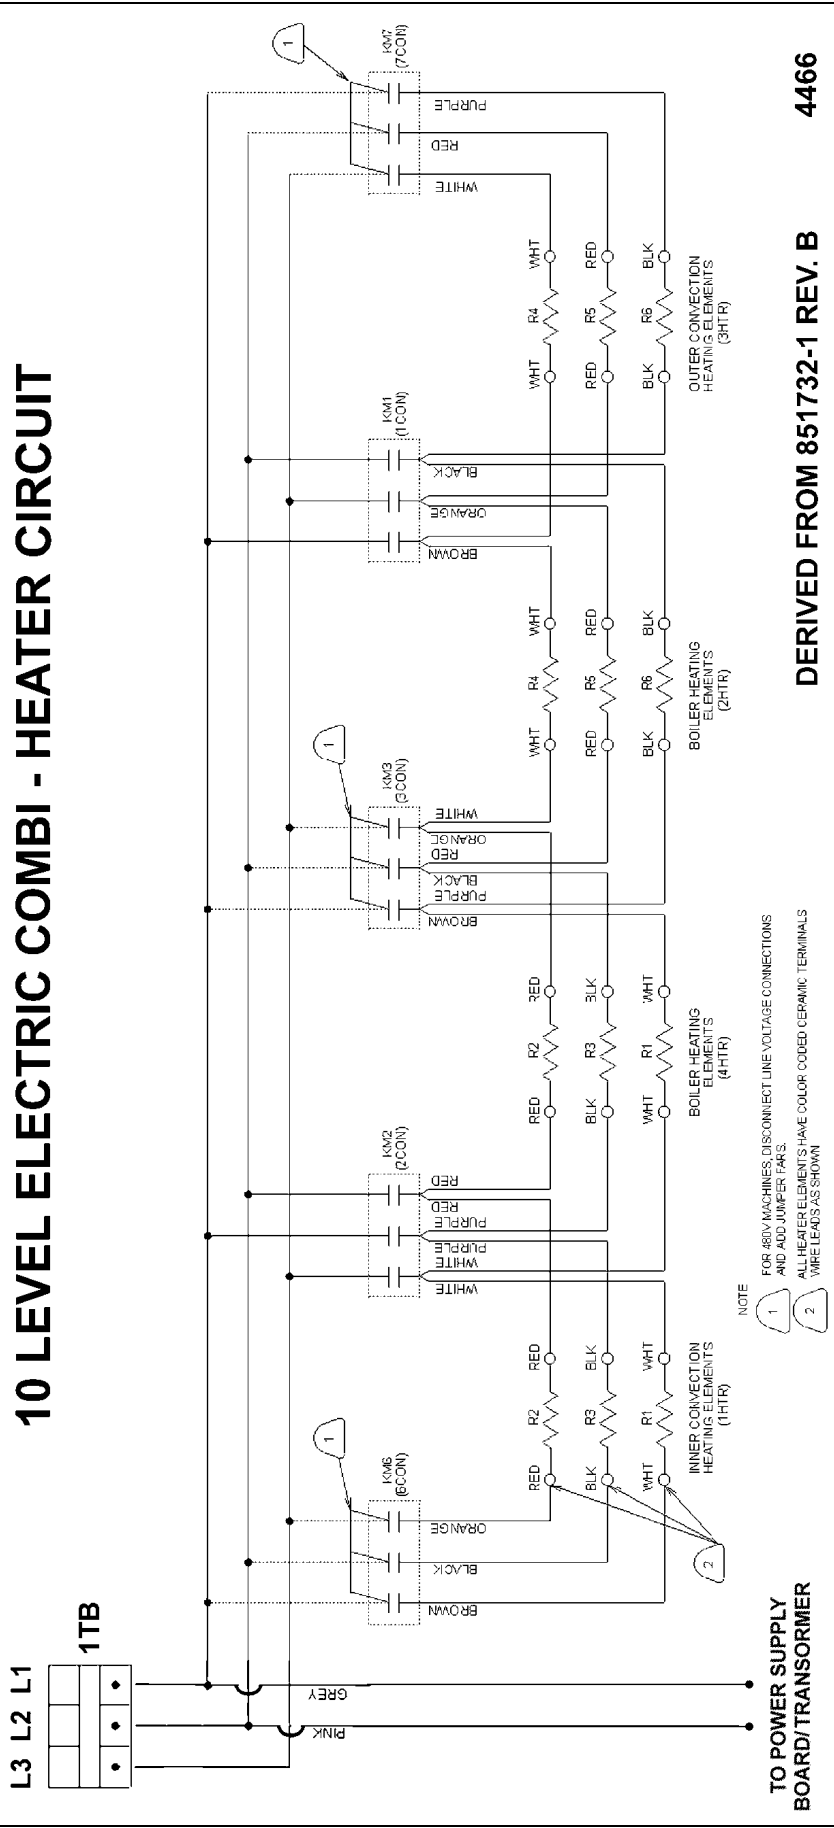 10 LEVEL ELECTRIC COMBI - HEATER CIRCUIT
L3 L2 L1
1TB
GREY
PINK
TO POWER SUPPLY
BOARD/TRANSORMER
KM6
(6CON)
1
BROWN
BLACK
ORANGE
RED
R2
RED
BLK
R3
BLK
WHT
R1
WHT
2
INNER CONVECTION
HEATING ELEMENTS
(1HTR)
KM2
(2CON)
WHITE
WHITE
PURPLE
PURPLE
RED
RED
RED
R2
RED
BLK
R3
BLK
WHT
R1
WHT
BOILER HEATING
ELEMENTS
(4HTR)
KM3
(3CON)
1
BROWN
PURPLE
BLACK
RED
ORANGE
WHITE
WHT
R4
WHT
RED
R5
RED
BLK
R6
BLK
BOILER HEATING
ELEMENTS
(2HTR)
KM1
(1CON)
BROWN
ORANGE
BLACK
WHT
R4
WHT
RED
R5
RED
BLK
R6
BLK
OUTER CONVECTION
HEATING ELEMENTS
(3HTR)
KM7
(7CON)
1
WHITE
RED
PURPLE
NOTE
1
FOR 480V MACHINES, DISCONNECT LINE VOLTAGE CONNECTIONS
AND ADD JUMPER FARS.
2
ALL HEATER ELEMENTS HAVE COLOR CODED CERAMIC TERMINALS
WIRE LEADS AS SHOWN
DERIVED FROM 851732-1 REV. B
4466